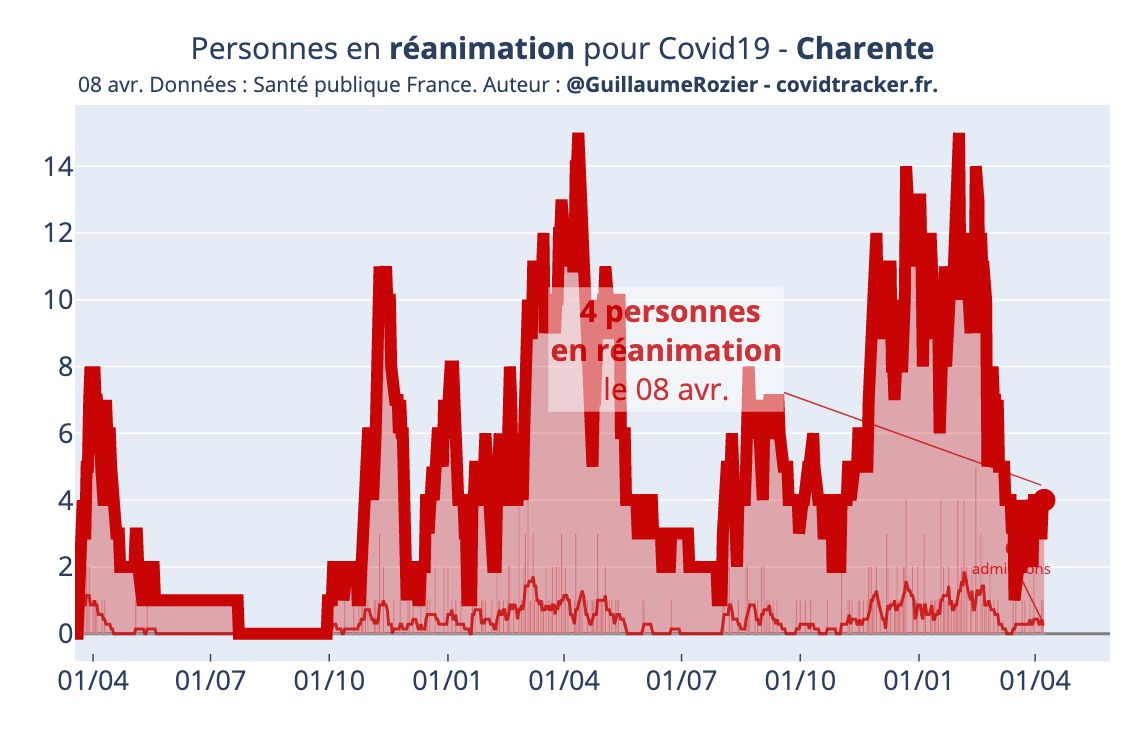 Personnes en réanimation pour Covid19 - Charente
08 avr. Données : Santé publique France. Auteur : @GuillaumeRozier - covidtracker.fr.
14
12
10
8
6
4
2
0
4 personnes
en réanimation
le 08 avr.
01/04 01/07 01/10 01/01 01/04 01/07 01/10 01/01 01/04